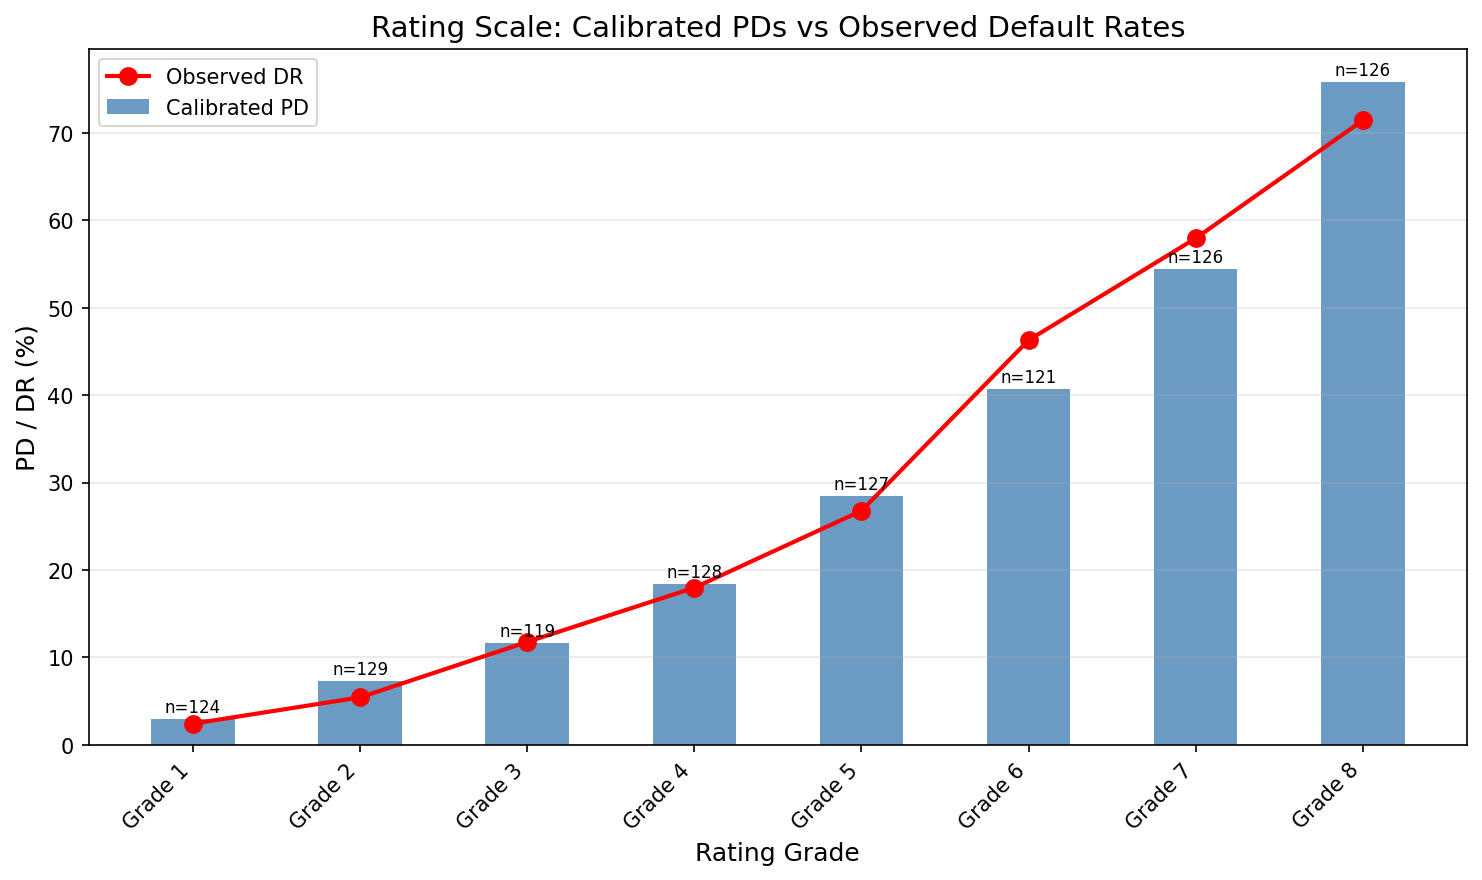 Rating Scale: Calibrated PDs vs Observed Default Rates
Observed DR
Calibrated PD
PD / DR (%)
70
60
50
40
30
20
10
0
n=124
n=129
n=119
n=128
n=127
n=121
n=126
n=126
Grade 1
Grade 2
Grade 3
Grade 4
Grade 5
Grade 6
Grade 7
Grade 8
Rating Grade